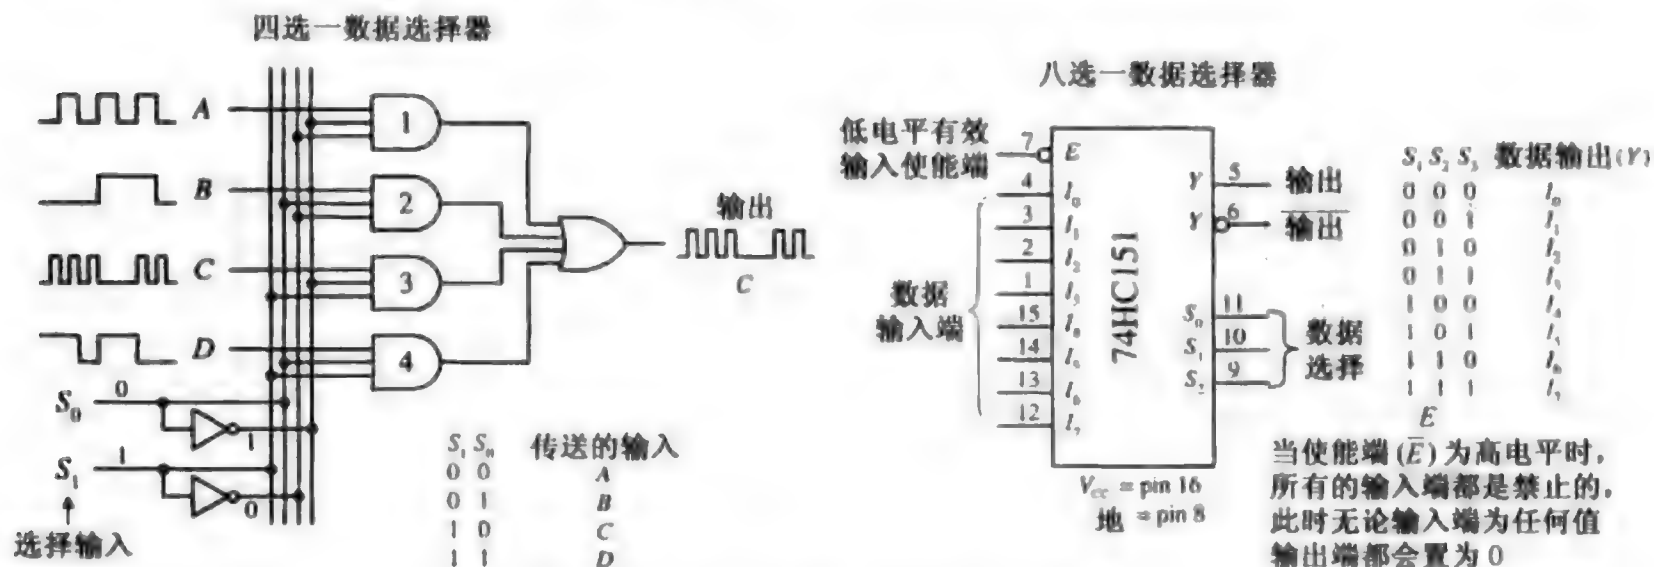 四选一数据选择器
A
B
C
D
1
2
3
4
输出
C
S₀
0
1
S₁
1
0
选择输入
S₁ S₀ 传送的输入
0 0 A
0 1 B
1 0 C
1 1 D
八选一数据选择器
低电平有效
输入使能端
7 E
4 I₀
3 I₁
2 I₂
1 I₃
15
14
13 I₆
12 I₇
数据
输入端
74HC151
Y 5 输出
Y 6 输出
S₀ 11
S₁ 10
S₂ 9
数据
选择
Vcc = pin 16
地 = pin 8
S₁ S₂ S₃ 数据输出(Y)
0 0 0 I₀
0 0 1 I₁
0 1 0 I₂
0 1 1 I₃
1 0 0 I₄
1 0 1 I₅
1 1 0 I₆
1 1 1 I₇
E
当使能端(E̅)为高电平时,
所有的输入端都是禁止的,
此时无论输入端为任何值
输出端都会置为0